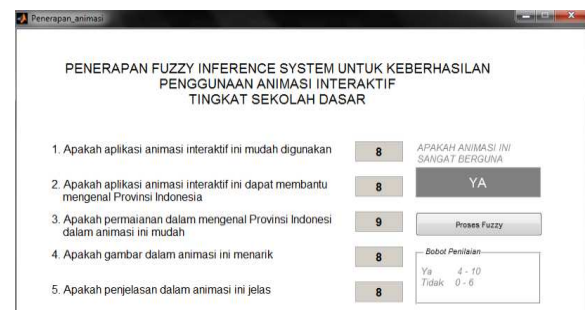 Penerapan_animasi
PENERAPAN FUZZY INFERENCE SYSTEM UNTUK KEBERHASILAN
PENGGUNAAN ANIMASI INTERAKTIF
TINGKAT SEKOLAH DASAR
1. Apakah aplikasi animasi interaktif ini mudah digunakan
8
2. Apakah aplikasi animasi interaktif ini dapat membantu
mengenal Provinsi Indonesia
8
3. Apakah permaianan dalam mengenal Provinsi Indonesi
dalam animasi ini mudah
9
4. Apakah gambar dalam animasi ini menarik
8
5. Apakah penjelasan dalam animasi ini jelas
8
APAKAH ANIMASI INI
SANGAT BERGUNA
YA
Proses Fuzzy
Bobot Penilaian
Ya 4 - 10
Tidak 0 - 6